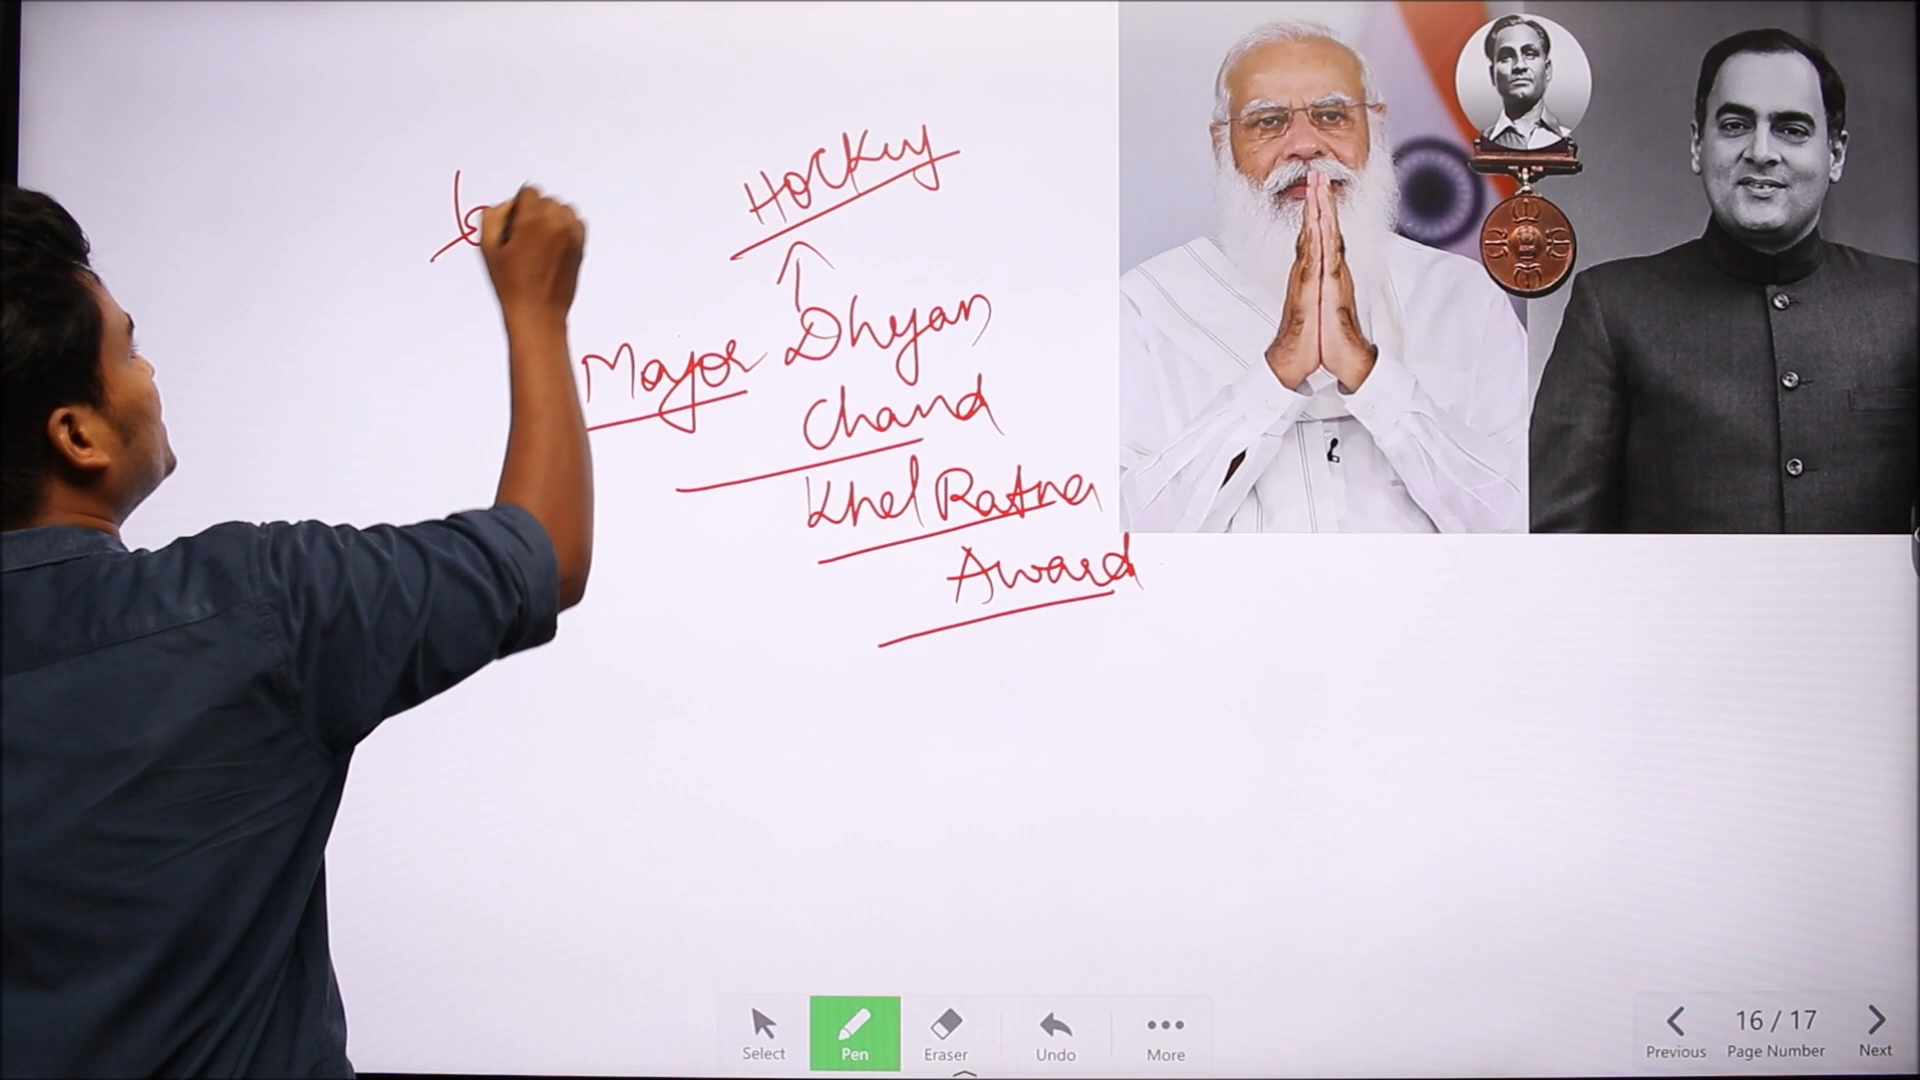 Hockey
Major Dhyan
Chand
Khel Ratna
Award
Select
Pen
Eraser
Undo
More
16 / 17
Previous
Page Number
Next